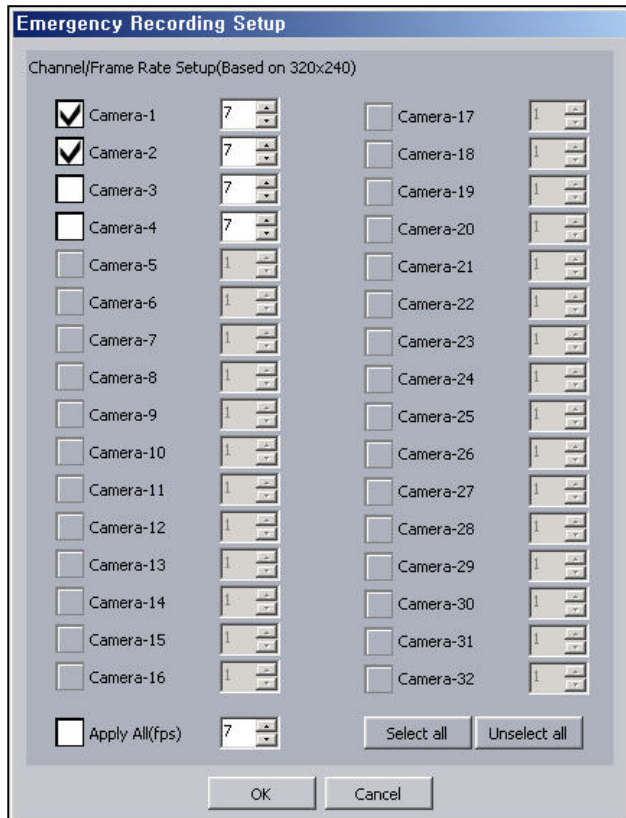 Emergency Recording Setup
Channel/Frame Rate Setup(Based on 320x240)
Camera-1 7
Camera-2 7
Camera-3 7
Camera-4 7
Camera-5 1
Camera-6 1
Camera-7 1
Camera-8 1
Camera-9 1
Camera-10 1
Camera-11 1
Camera-12 1
Camera-13 1
Camera-14 1
Camera-15 1
Camera-16 1
Camera-17 1
Camera-18 1
Camera-19 1
Camera-20 1
Camera-21 1
Camera-22 1
Camera-23 1
Camera-24 1
Camera-25 1
Camera-26 1
Camera-27 1
Camera-28 1
Camera-29 1
Camera-30 1
Camera-31 1
Camera-32 1
Apply All(fps) 7
Select all
Unselect all
OK
Cancel